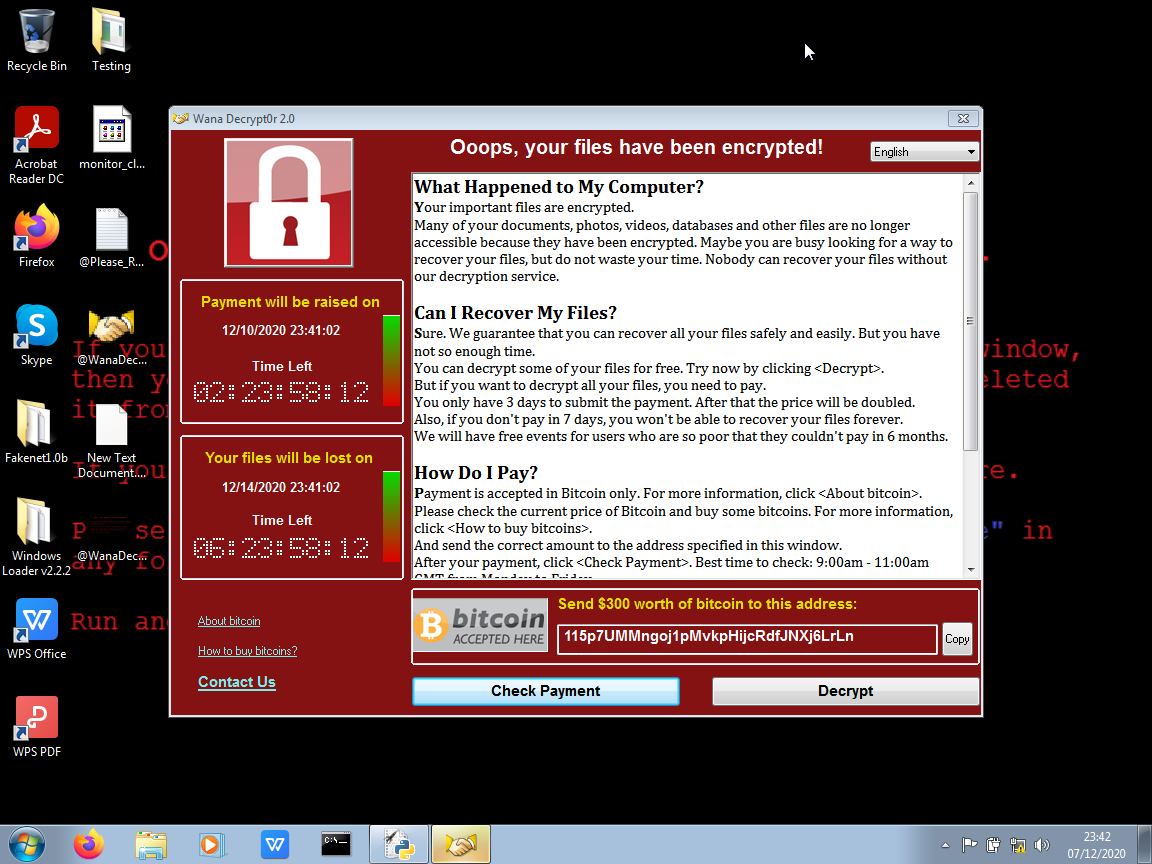 Recycle Bin
Testing
Acrobat
Reader DC
monitor_cl...
Firefox
@Please_R...
Skype
@WanaDec...
Fakenet1.0b
New Text
Document....
Windows
Loader v2.2.2
@WanaDec...
WPS Office
WPS PDF
O
If you
window,
then y
eleted
it fro
If you
re.
P se
e" in
any fo
Run an
Wana Decrypt0r 2.0
Ooops, your files have been encrypted!
English
Payment will be raised on
12/10/2020 23:41:02
Time Left
02:23:58:12
Your files will be lost on
12/14/2020 23:41:02
Time Left
06:23:58:12
About bitcoin
How to buy bitcoins?
Contact Us
What Happened to My Computer?
Your important files are encrypted.
Many of your documents, photos, videos, databases and other files are no longer
accessible because they have been encrypted. Maybe you are busy looking for a way to
recover your files, but do not waste your time. Nobody can recover your files without
our decryption service.
Can I Recover My Files?
Sure. We guarantee that you can recover all your files safely and easily. But you have
not so enough time.
You can decrypt some of your files for free. Try now by clicking <Decrypt>.
But if you want to decrypt all your files, you need to pay.
You only have 3 days to submit the payment. After that the price will be doubled.
Also, if you don't pay in 7 days, you won't be able to recover your files forever.
We will have free events for users who are so poor that they couldn't pay in 6 months.
How Do I Pay?
Payment is accepted in Bitcoin only. For more information, click <About bitcoin>.
Please check the current price of Bitcoin and buy some bitcoins. For more information,
click <How to buy bitcoins>.
And send the correct amount to the address specified in this window.
After your payment, click <Check Payment>. Best time to check: 9:00am - 11:00am
GMT from Monday to Friday.
bitcoin
ACCEPTED HERE
Send $300 worth of bitcoin to this address:
115p7UMMngoj1pMvkpHijcRdfJNXj6LrLn
Copy
Check Payment
Decrypt
23:42
07/12/2020